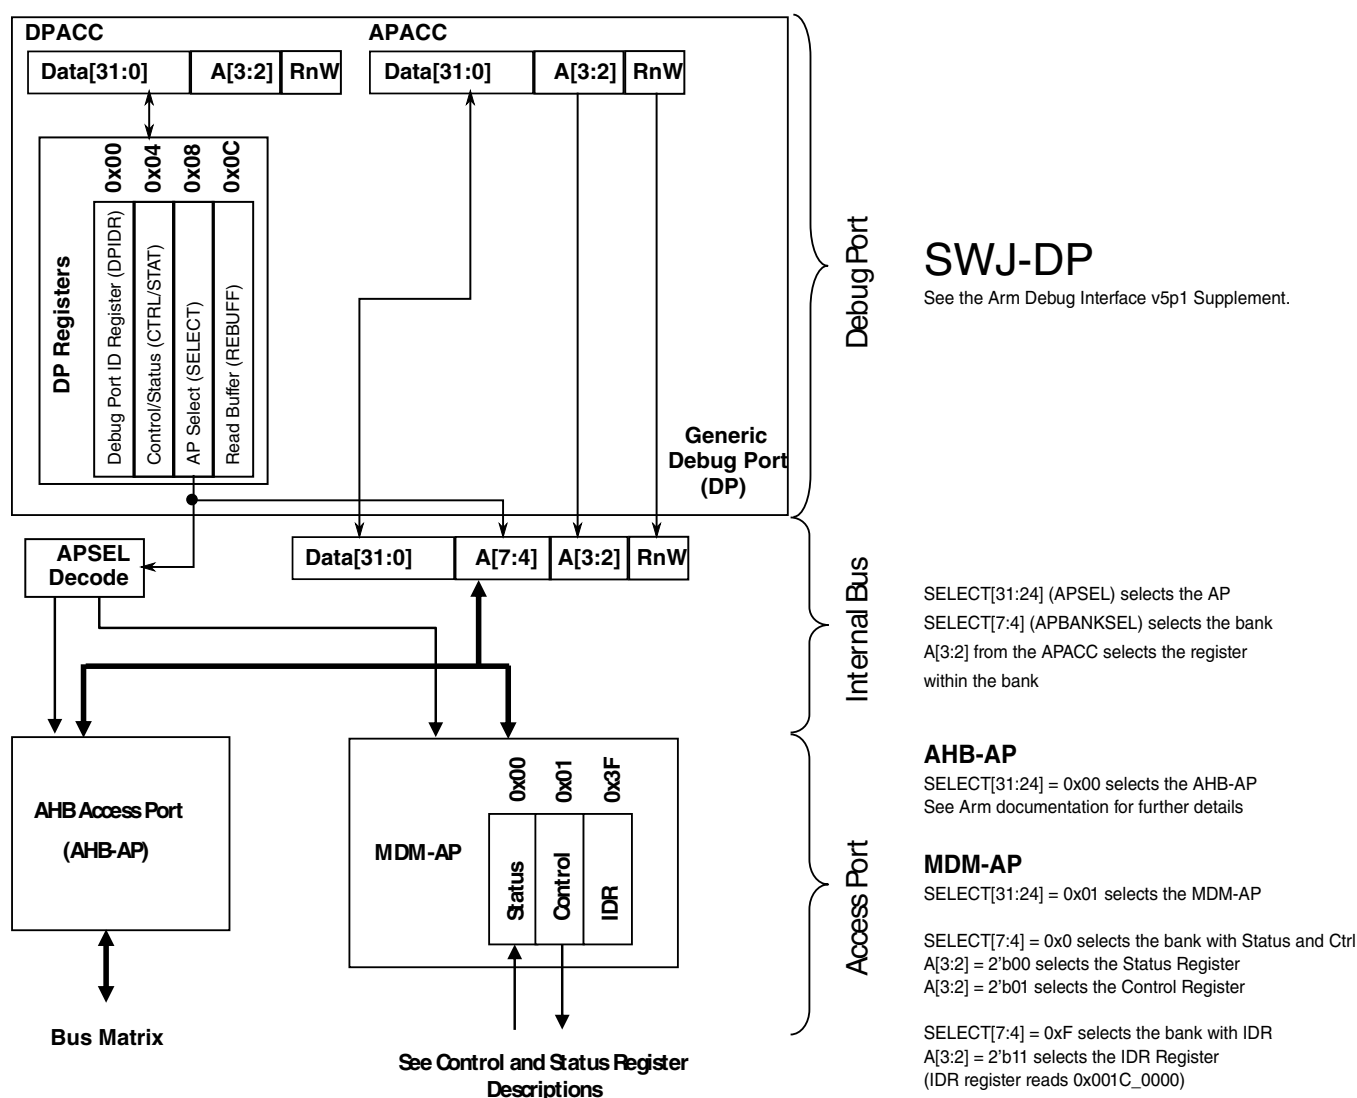 DPACC
APACC
Data[31:0] A[3:2] RnW
Data[31:0] A[3:2] RnW
0x00
0x04
0x08
0x0C
DP Registers
Debug Port ID Register (DPIDR)
Control/Status (CTRL/STAT)
AP Select (SELECT)
Read Buffer (REBUFF)
Generic
Debug Port
(DP)
Debug Port
SWJ-DP
See the Arm Debug Interface v5p1 Supplement.
APSEL
Decode
Data[31:0] A[7:4] A[3:2] RnW
Internal Bus
SELECT[31:24] (APSEL) selects the AP
SELECT[7:4] (APBANKSEL) selects the bank
A[3:2] from the APACC selects the register
within the bank
AHB Access Port
(AHB-AP)
Bus Matrix
MDM-AP
0x00
0x01
0x3F
Status
Control
IDR
See Control and Status Register
Descriptions
Access Port
AHB-AP
SELECT[31:24] = 0x00 selects the AHB-AP
See Arm documentation for further details
MDM-AP
SELECT[31:24] = 0x01 selects the MDM-AP
SELECT[7:4] = 0x0 selects the bank with Status and Ctrl
A[3:2] = 2'b00 selects the Status Register
A[3:2] = 2'b01 selects the Control Register
SELECT[7:4] = 0xF selects the bank with IDR
A[3:2] = 2'b11 selects the IDR Register
(IDR register reads 0x001C_0000)